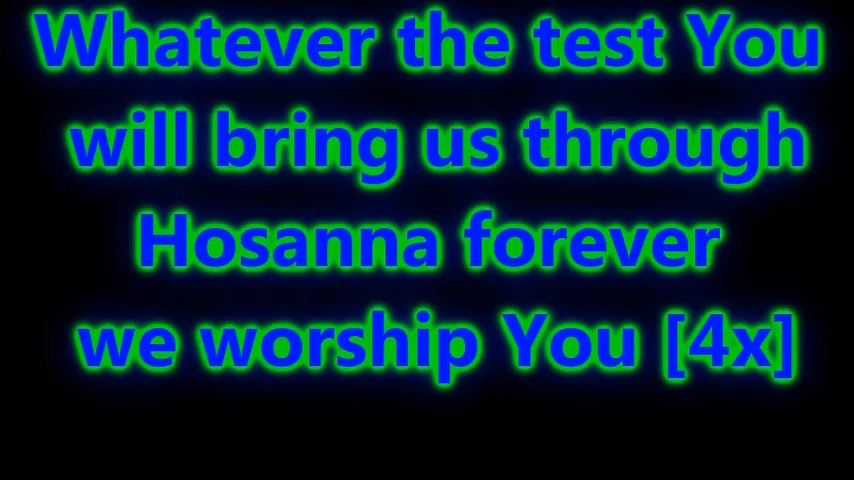 Whatever the test You
will bring us through
Hosanna forever
we worship You [4x]